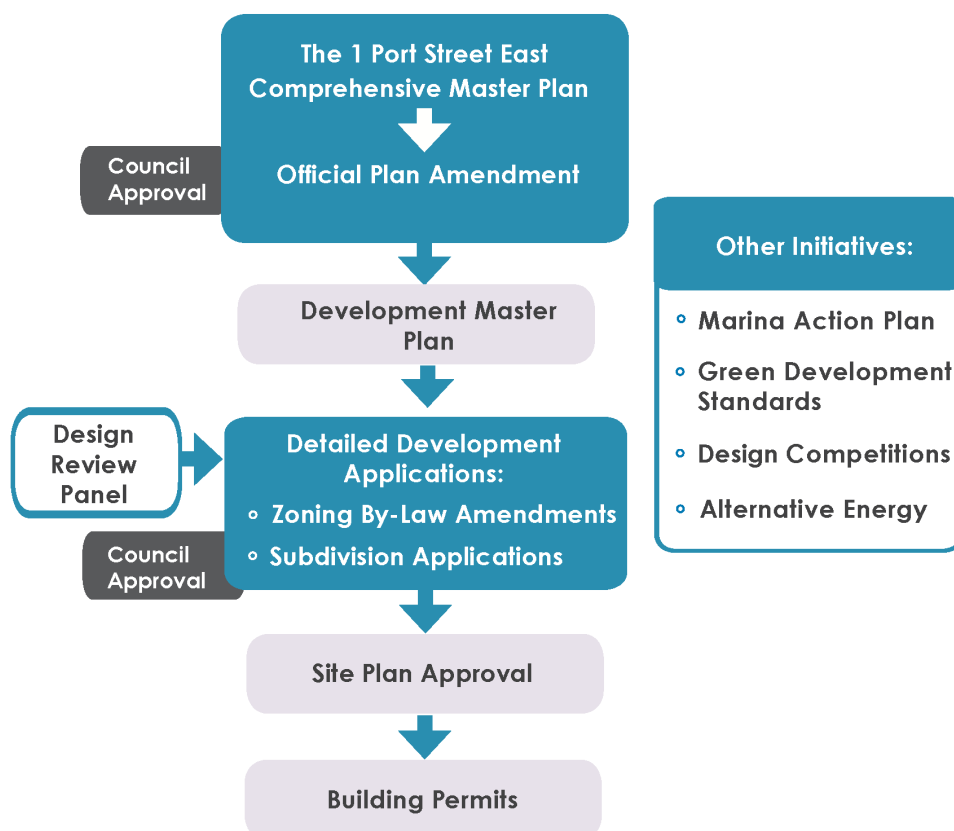 The 1 Port Street East
Comprehensive Master Plan
Official Plan Amendment
Council
Approval
Development Master
Plan
Design
Review
Panel
Detailed Development
Applications:
Zoning By-Law Amendments
Subdivision Applications
Council
Approval
Site Plan Approval
Building Permits
Other Initiatives:
Marina Action Plan
Green Development
Standards
Design Competitions
Alternative Energy